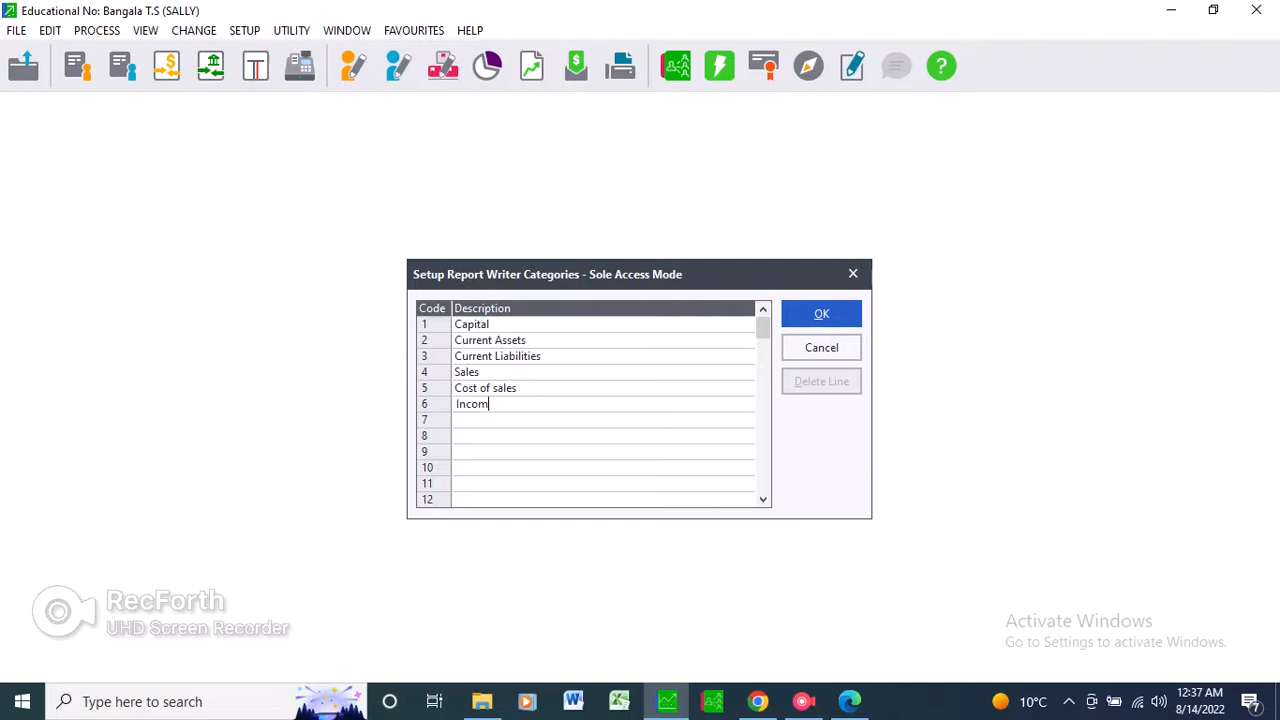 Educational No: Bangala T.S (SALLY)
FILE EDIT PROCESS VIEW CHANGE SETUP UTILITY WINDOW FAVOURITES HELP
Setup Report Writer Categories - Sole Access Mode
Code Description
1 Capital
2 Current Assets
3 Current Liabilities
4 Sales
5 Cost of sales
6 Incom
7
8
9
10
11
12
OK
Cancel
Delete Line
RecForth
UHD Screen Recorder
Activate Windows
Go to Settings to activate Windows.
Type here to search
10°C
12:37 AM
8/14/2022
7